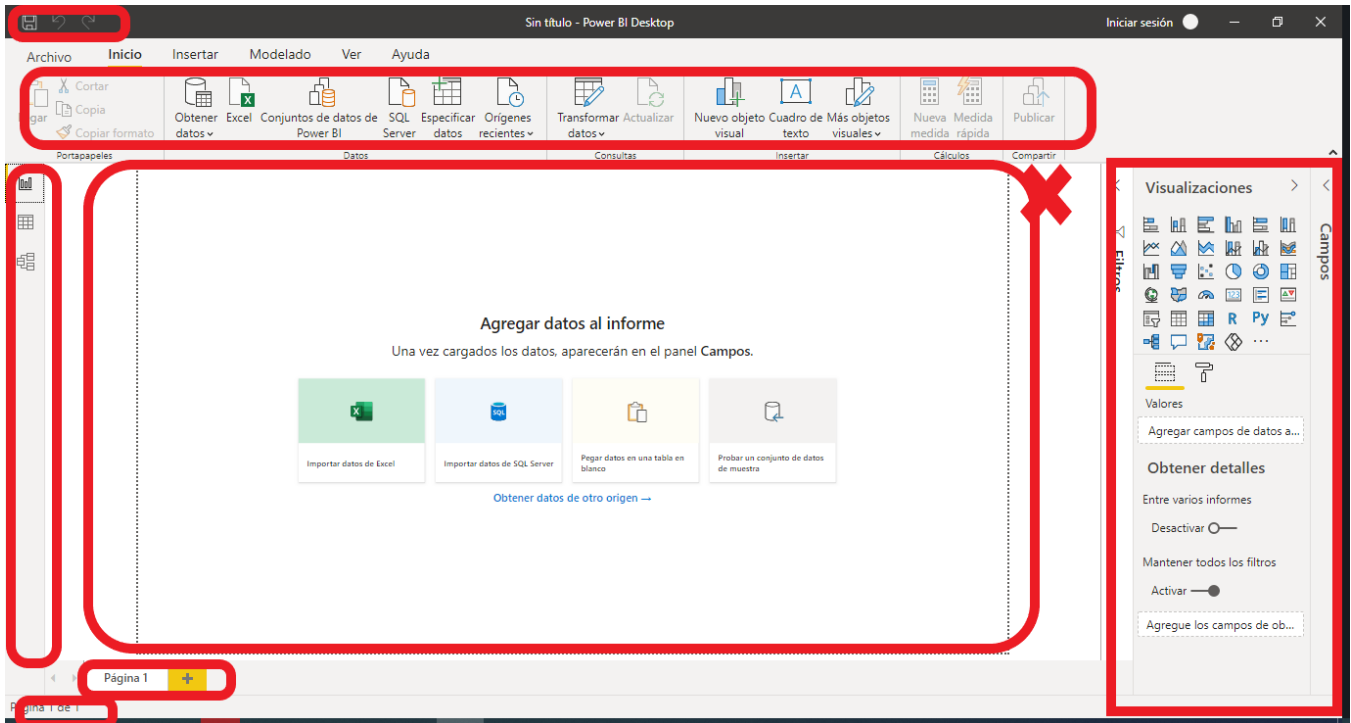 Sin título - Power BI Desktop
Iniciar sesión
Archivo Inicio Insertar Modelado Ver Ayuda
Cortar
Copia
Copiar formato
Portapapeles
Obtener datos
Excel
Conjuntos de datos de Power BI
SQL Server
Especificar datos
Orígenes recientes
Datos
Transformar datos
Actualizar
Consultas
Nuevo objeto visual
Cuadro de texto
Más objetos visuales
Insertar
Nueva medida
Medida rápida
Cálculos
Publicar
Compartir
Agregar datos al informe
Una vez cargados los datos, aparecerán en el panel Campos.
Importar datos de Excel
Importar datos de SQL Server
Pegar datos en una tabla en
blanco
Probar un conjunto de datos
de muestra
Obtener datos de otro origen →
Filtros
Visualizaciones
123
R Py
Valores
Agregar campos de datos a...
Obtener detalles
Entre varios informes
Desactivar
Mantener todos los filtros
Activar
Agregue los campos de ob...
Campos
Página 1
Página 1 de 1